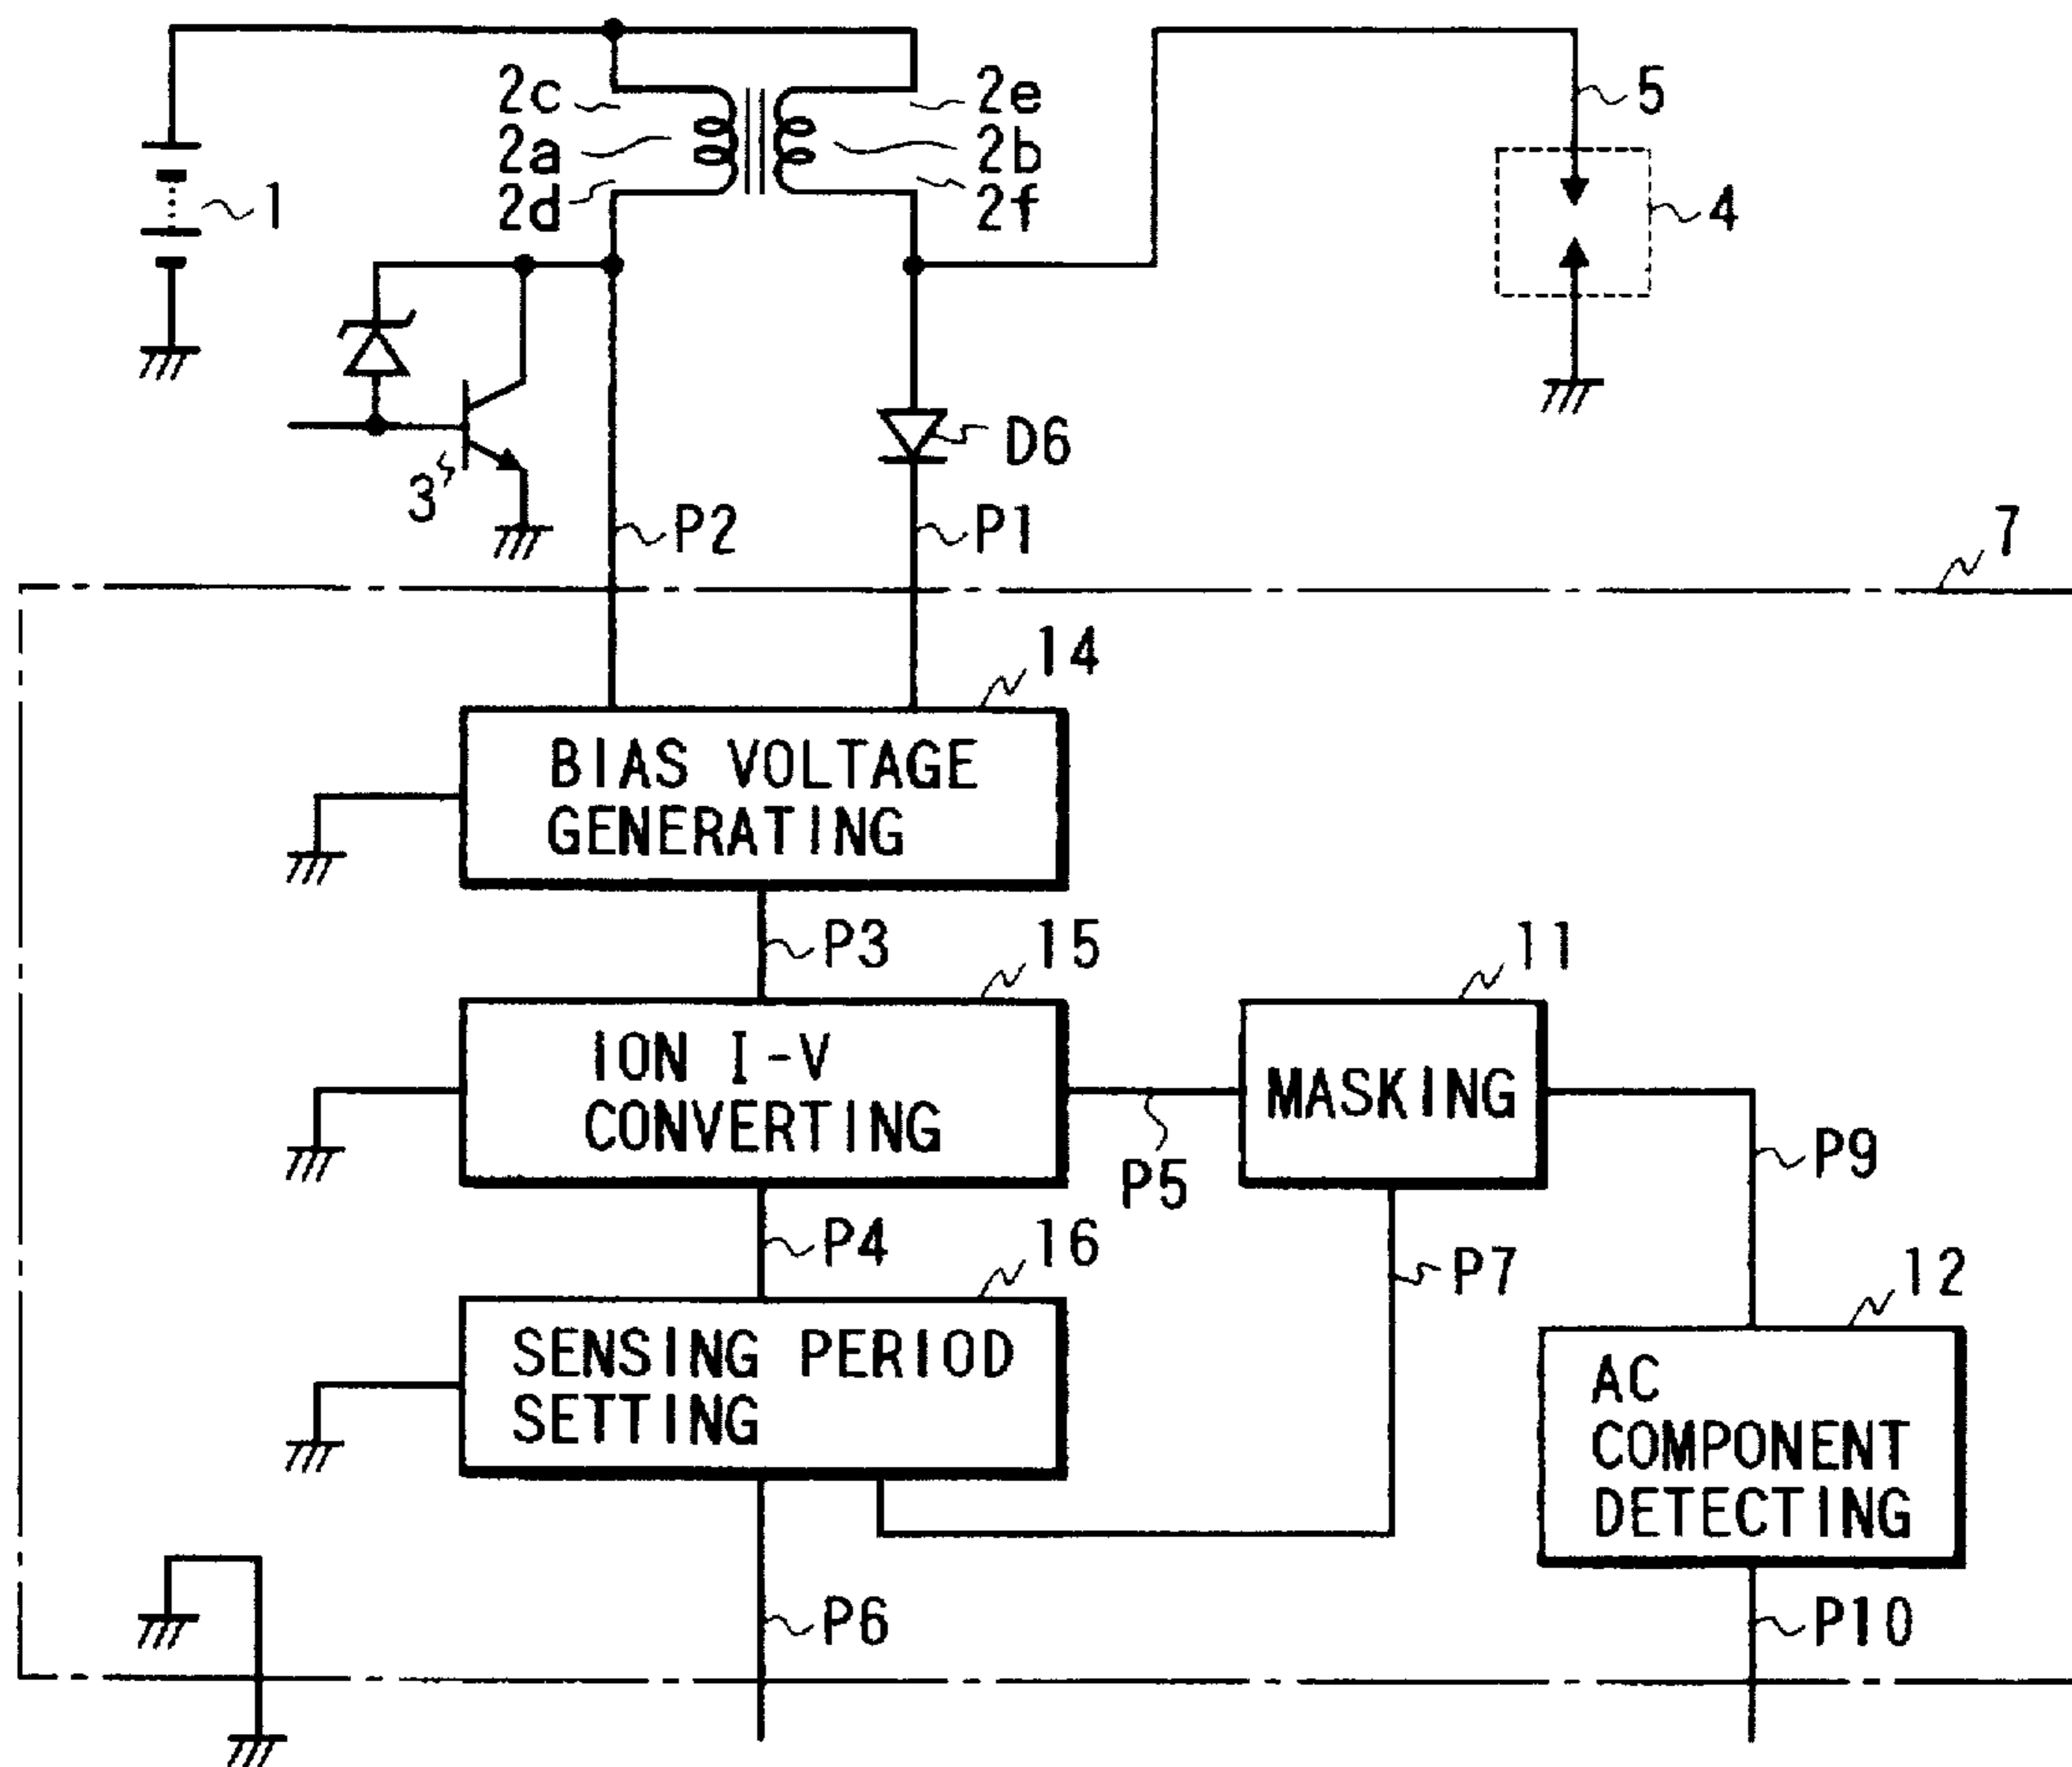 2c
2e
5
2a
2b
1
2d
2f
4
D6
3
P2
P1
7
14
BIAS VOLTAGE
GENERATING
P3
15
11
ION I-V
CONVERTING
MASKING
P5
P9
P4
16
P7
12
SENSING PERIOD
SETTING
AC
COMPONENT
DETECTING
P6
P10